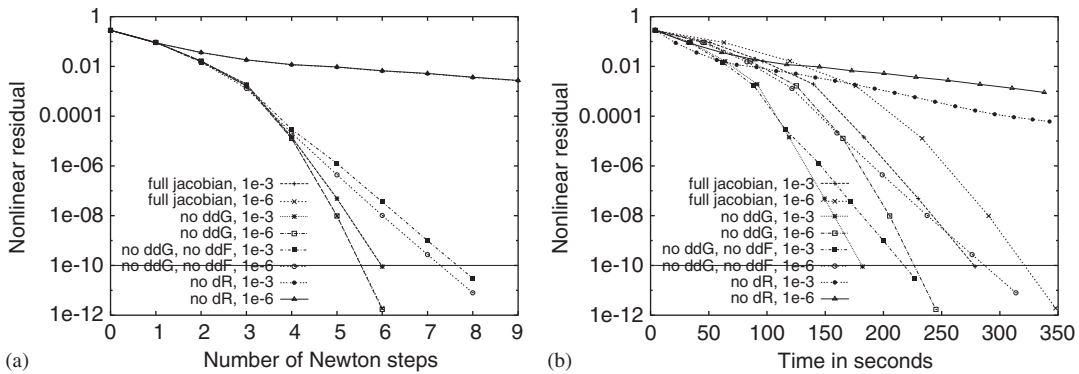 1
0.01
0.0001
1e-06
1e-08
1e-10
1e-12
Nonlinear residual
full jacobian, 1e-3
full jacobian, 1e-6
no ddG, 1e-3
no ddG, 1e-6
no ddG, no ddF, 1e-3
no ddG, no ddF, 1e-6
no dR, 1e-3
no dR, 1e-6
0 1 2 3 4 5 6 7 8 9
(a) Number of Newton steps
1
0.01
0.0001
1e-06
1e-08
1e-10
1e-12
Nonlinear residual
full jacobian, 1e-3
full jacobian, 1e-6
no ddG, 1e-3
no ddG, 1e-6
no ddG, no ddF, 1e-3
no ddG, no ddF, 1e-6
no dR, 1e-3
no dR, 1e-6
0 50 100 150 200 250 300 350
(b) Time in seconds